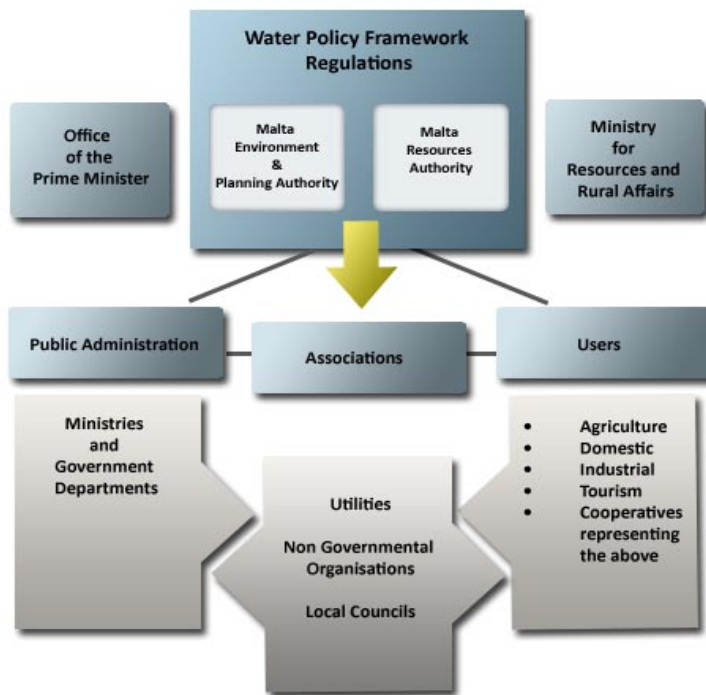 Water Policy Framework
Regulations
Office
of the
Prime Minister
Malta
Environment
&
Planning Authority
Malta
Resources
Authority
Ministry
for
Resources and
Rural Affairs
Public Administration
Associations
Users
Ministries
and
Government
Departments
Utilities
Non Governmental
Organisations
Local Councils
• Agriculture
• Domestic
• Industrial
• Tourism
• Cooperatives
representing
the above